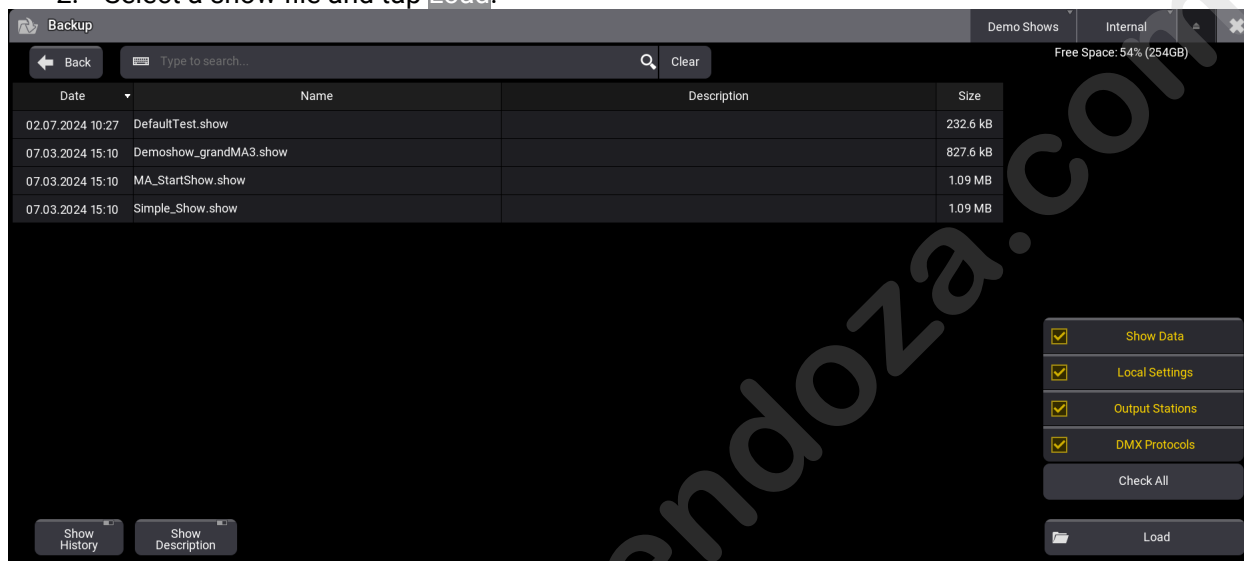 2. Select a show file and tap Load.
Backup
Demo Shows
Internal
Back
Type to search...
Clear
Free Space: 54% (254GB)
Date Name Description Size
02.07.2024 10:27 DefaultTest.show 232.6 kB
07.03.2024 15:10 Demoshow_grandMA3.show 827.6 kB
07.03.2024 15:10 MA_StartShow.show 1.09 MB
07.03.2024 15:10 Simple_Show.show 1.09 MB
Show Data
Local Settings
Output Stations
DMX Protocols
Check All
Show
History
Show
Description
Load
endoza.com